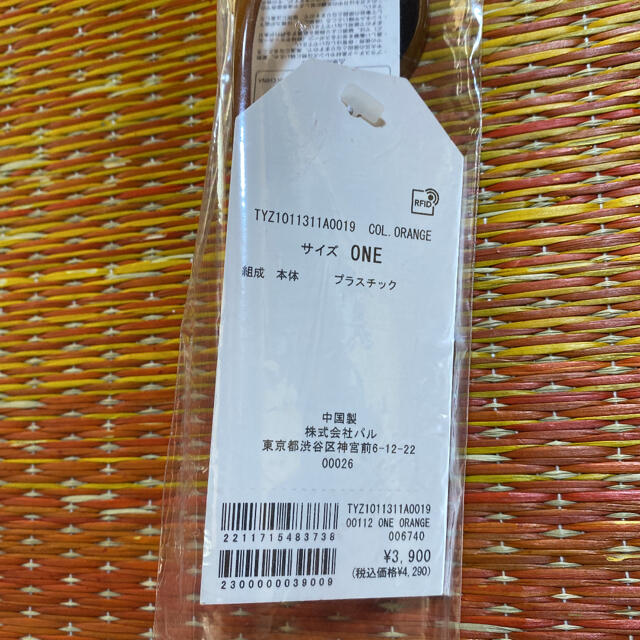 RFID
TYZ1011311A0019 COL.ORANGE
サイズ ONE
組成 本体 プラスチック
中国製
株式会社パル
東京都渋谷区神宮前6-12-22
00026
TYZ1011311A0019
00112 ONE ORANGE
2211715483738
006740
¥3,900
2300000039009
(税込価格¥4,290)